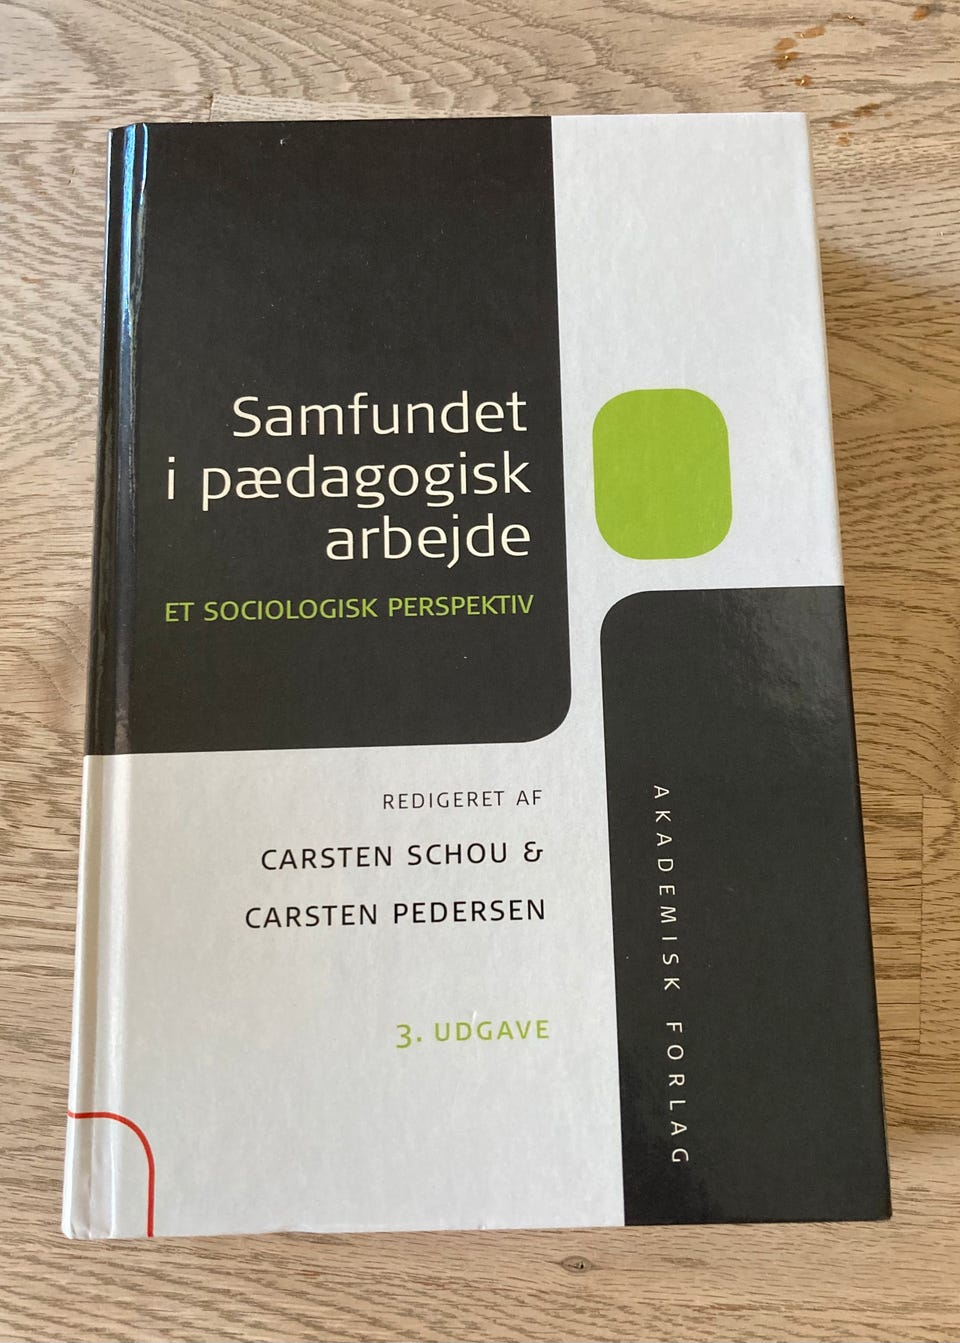 Samfundet
i pædagogisk
arbejde
ET SOCIOLOGISK PERSPEKTIV
REDIGERET AF
CARSTEN SCHOU &
CARSTEN PEDERSEN
3. UDGAVE
AKADEMISK FORLAG